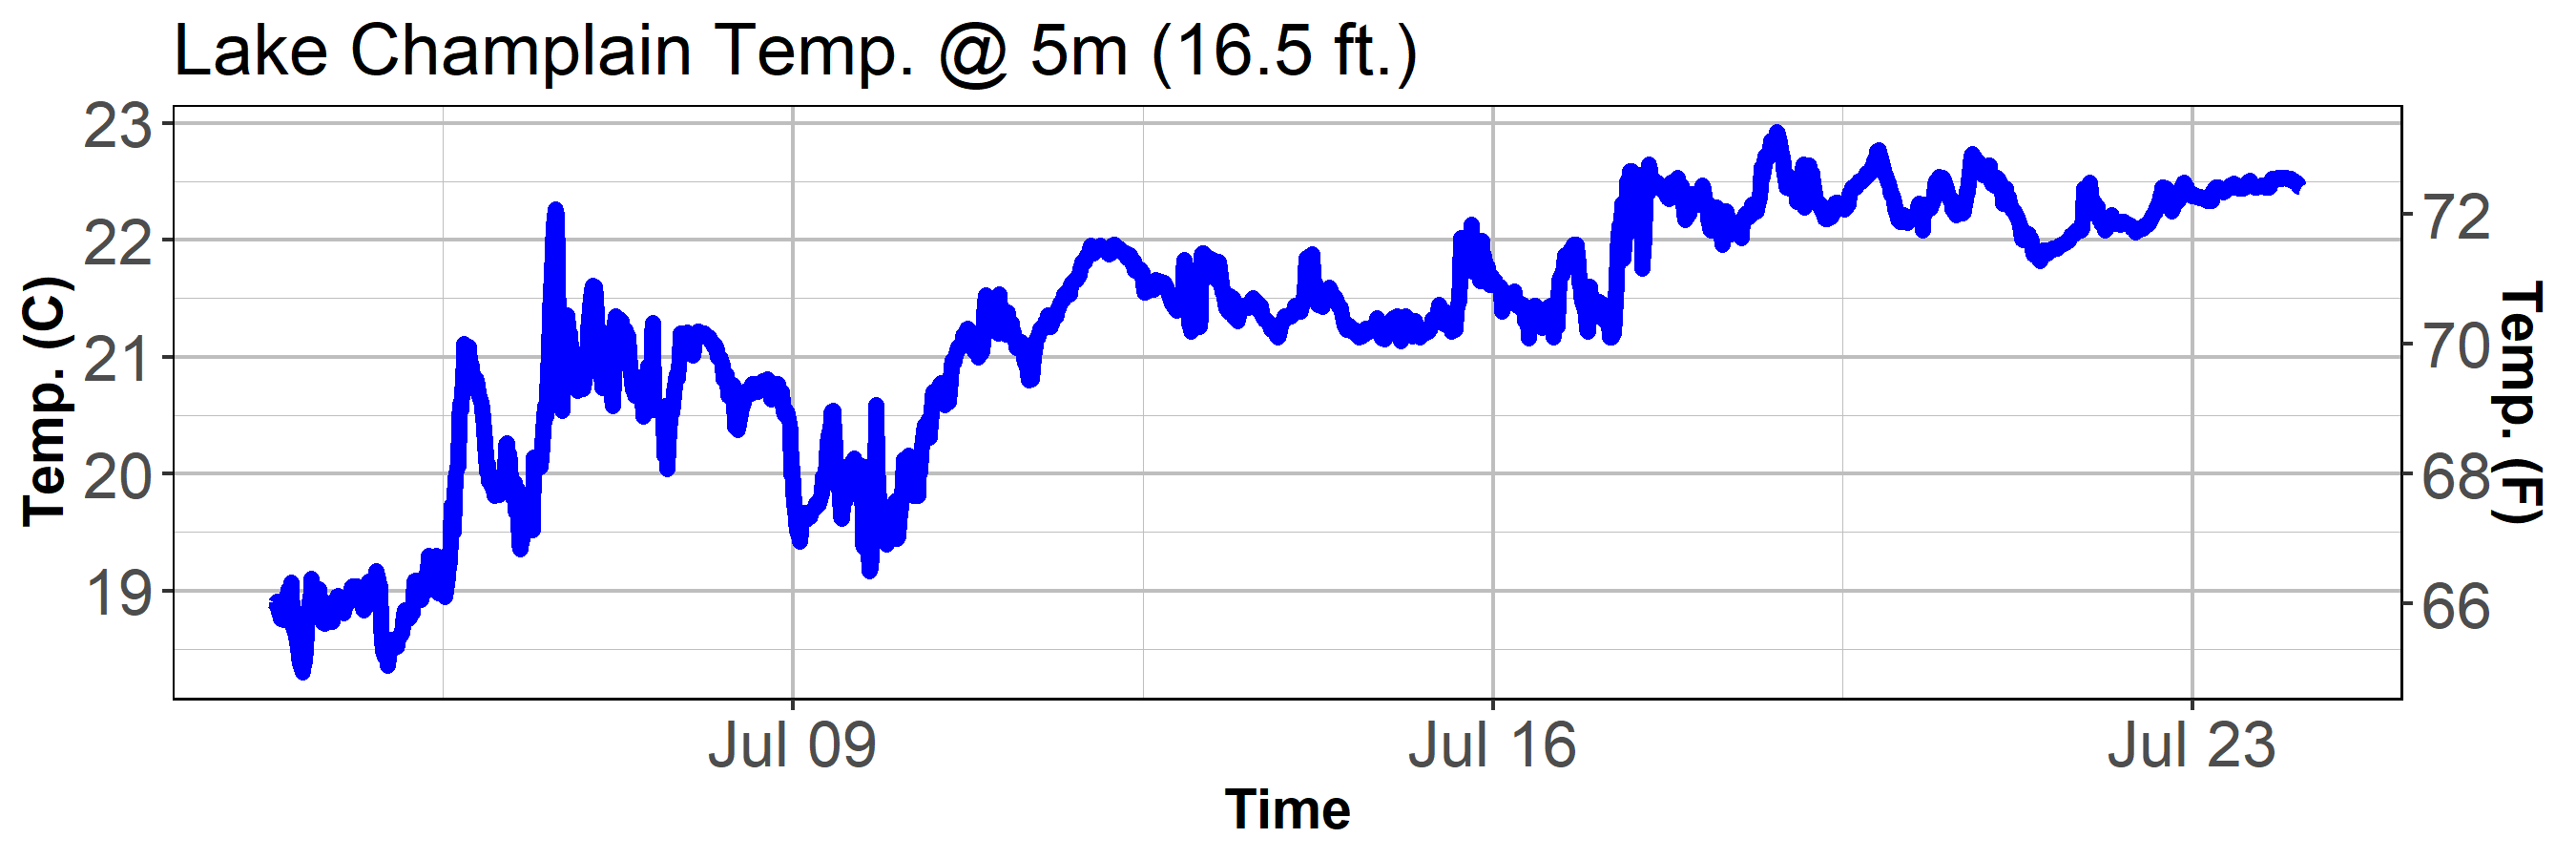 Lake Champlain Temp. @ 5m (16.5 ft.)
23
22
21
20
19
Temp. (C)
72
70
68
66
Temp. (F)
Jul 09
Jul 16
Jul 23
Time